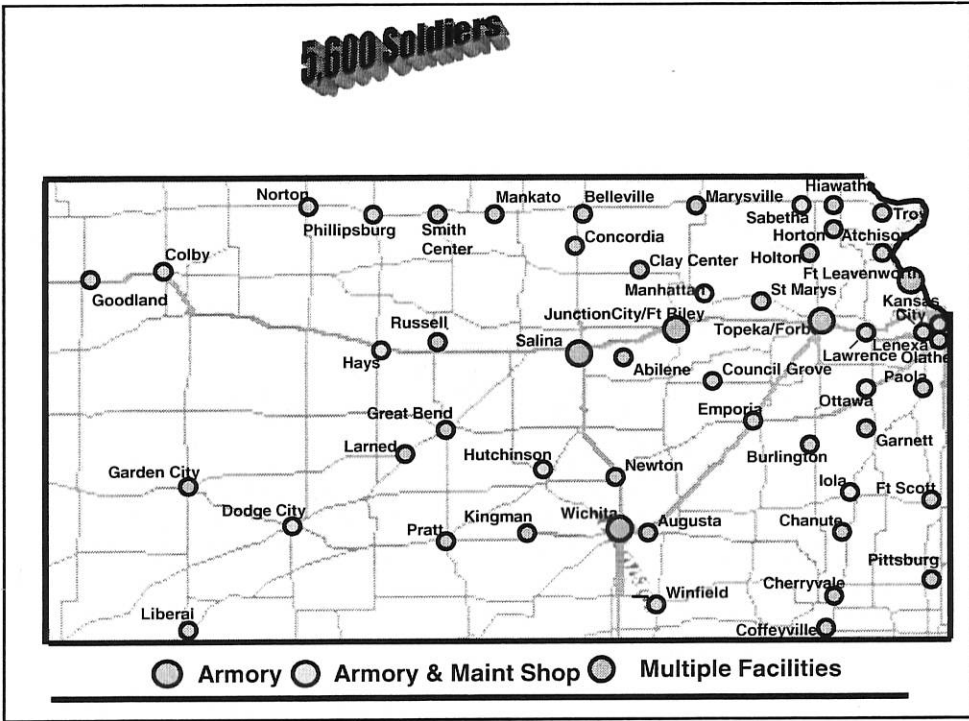 5,600 Soldiers
Hiawatha
Norton
Mankato
Belleville
Marysville
Sabetha
Troy
Phillipsburg
Smith
Center
Horton
Atchison
Concordia
Holton
Colby
Clay Center
Ft Leavenworth
Goodland
Manhattan
St Marys
Kansas
City
JunctionCity/Ft Riley
Topeka/Forb
Russell
Salina
Lenexa
Hays
Abilene
Lawrence
Olathe
Council Grove
Paola
Ottawa
Great Bend
Emporia
Larned
Garnett
Hutchinson
Burlington
Newton
Garden City
Iola
Ft Scott
Dodge City
Kingman
Wichita
Augusta
Chanute
Pratt
Pittsburg
Cherryvale
Winfield
Liberal
Coffeyville
Armory
Armory & Maint Shop
Multiple Facilities